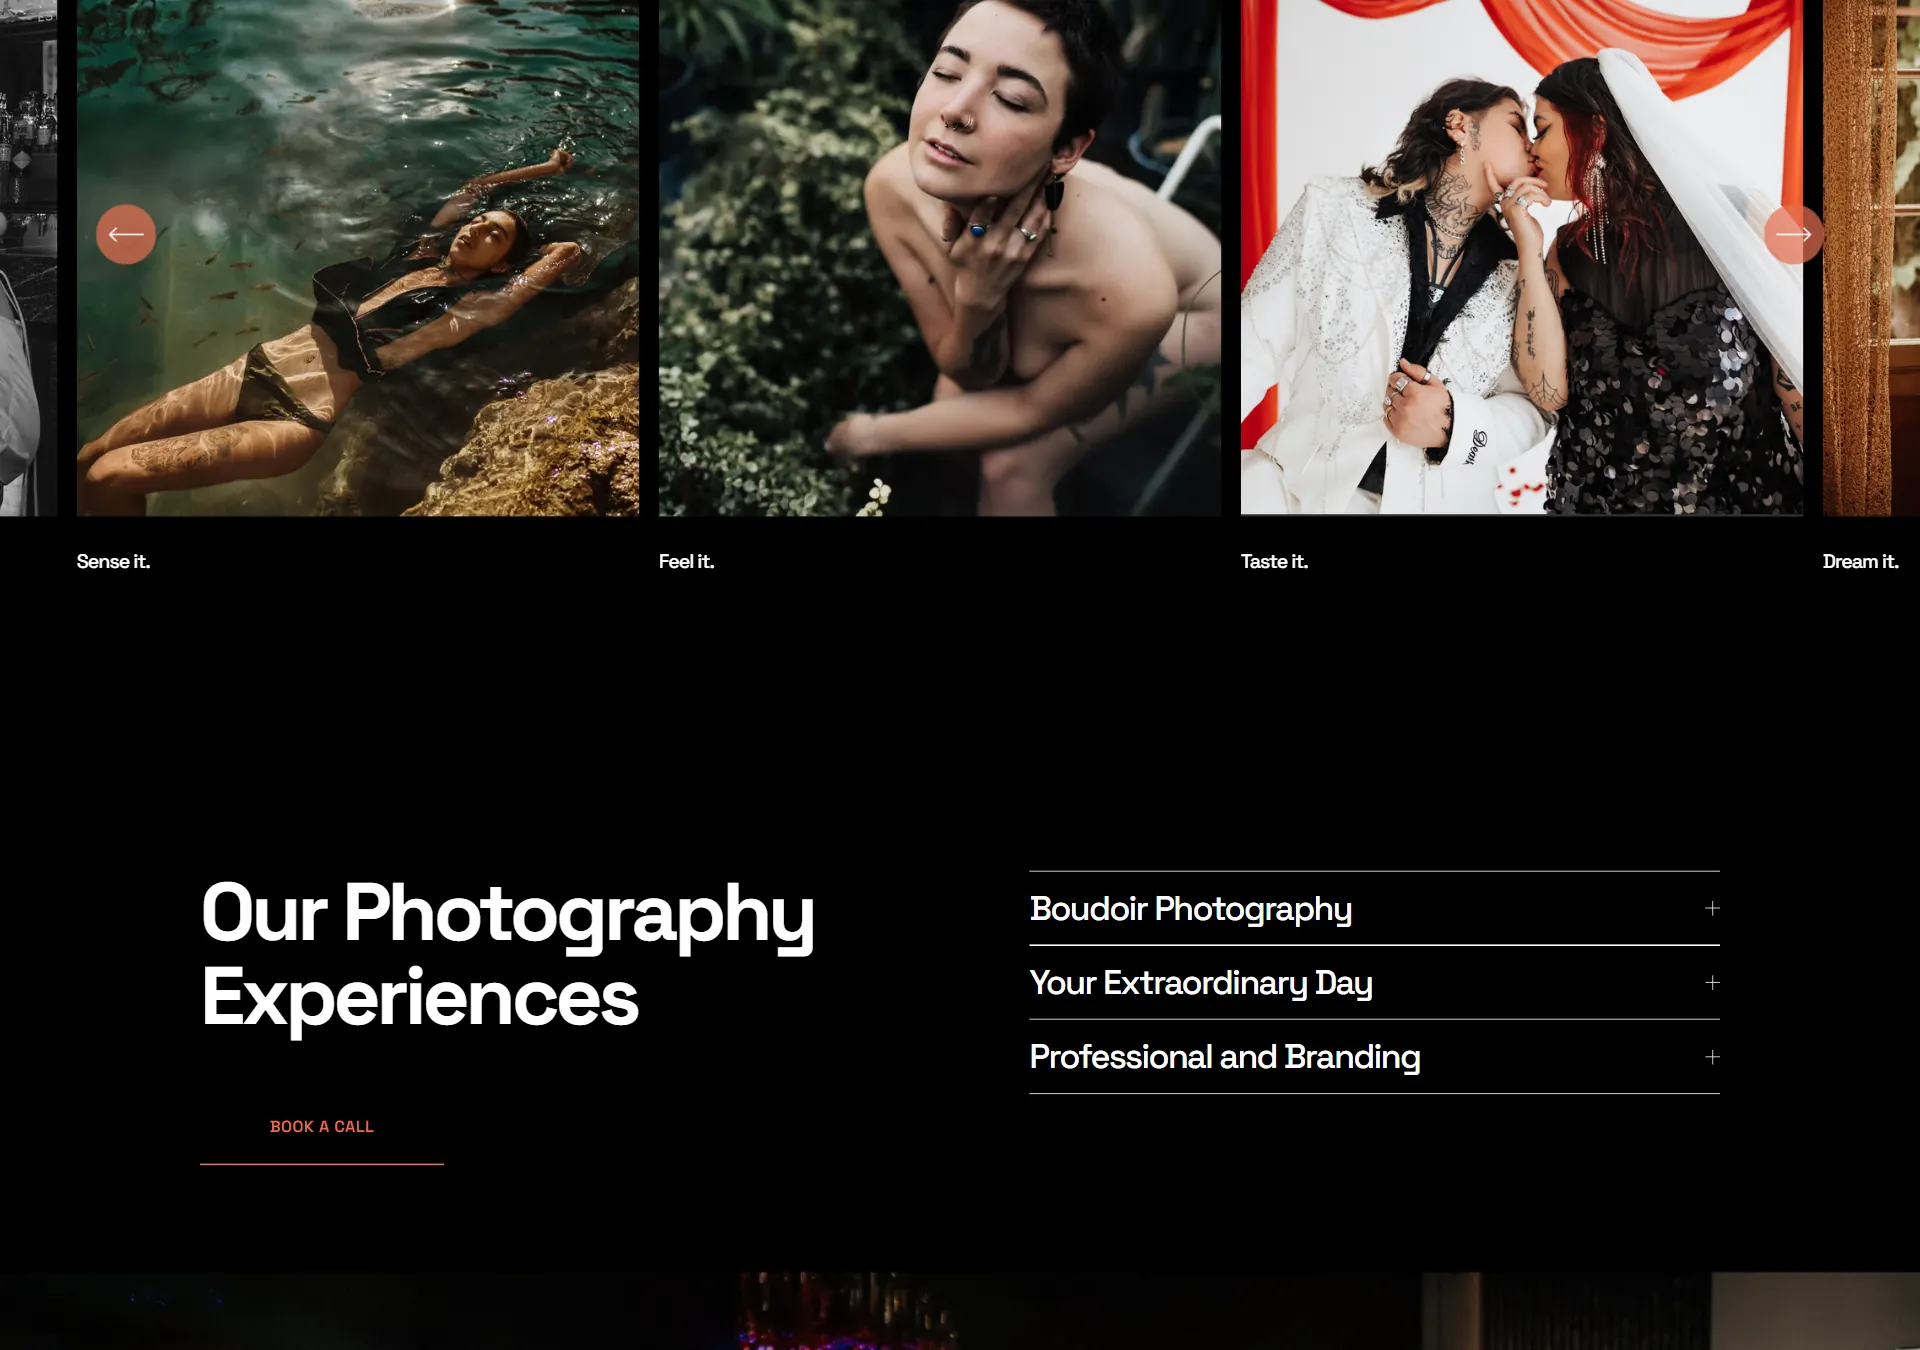 Sense it.
Feel it.
Taste it.
Dream it.
Our Photography
Experiences
BOOK A CALL
Boudoir Photography
Your Extraordinary Day
Professional and Branding